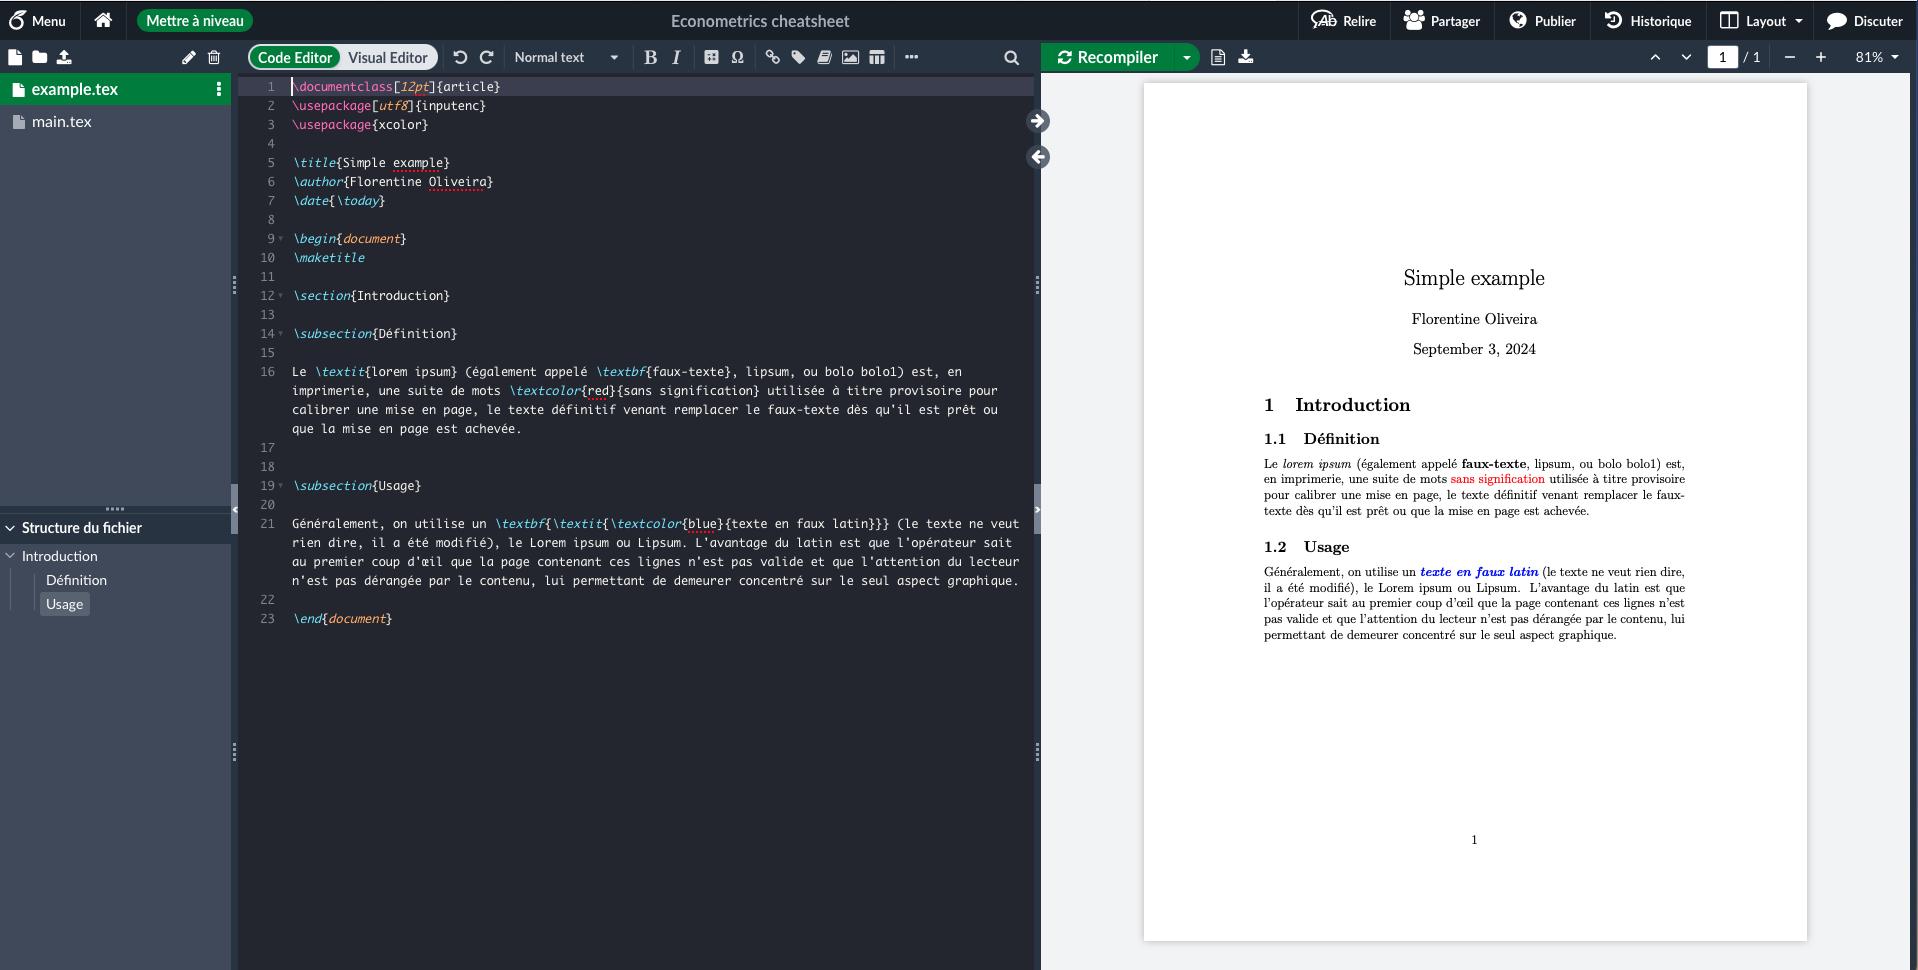 Menu
Mettre à niveau
Econometrics cheatsheet
Relire
Partager
Publier
Historique
Layout
Discuter
Code Editor
Visual Editor
Normal text
B I
Ω
Recompiler
1 / 1
81%
example.tex
main.tex
Structure du fichier
Introduction
Définition
Usage
1 \documentclass[12pt]{article}
2 \usepackage[utf8]{inputenc}
3 \usepackage{xcolor}
4
5 \title{Simple example}
6 \author{Florentine Oliveira}
7 \date{\today}
8
9 \begin{document}
10 \maketitle
11
12 \section{Introduction}
13
14 \subsection{Définition}
15
16 Le \textit{lorem ipsum} (également appelé \textbf{faux-texte}, lipsum, ou bolo bolo1) est, en
imprimerie, une suite de mots \textcolor{red}{sans signification} utilisée à titre provisoire pour
calibrer une mise en page, le texte définitif venant remplacer le faux-texte dès qu'il est prêt ou
que la mise en page est achevée.
17
18
19 \subsection{Usage}
20
21 Généralement, on utilise un \textbf{\textit{\textcolor{blue}{texte en faux latin}}} (le texte ne veut
rien dire, il a été modifié), le Lorem ipsum ou Lipsum. L'avantage du latin est que l'opérateur sait
au premier coup d'œil que la page contenant ces lignes n'est pas valide et que l'attention du lecteur
n'est pas dérangée par le contenu, lui permettant de demeurer concentré sur le seul aspect graphique.
22
23 \end{document}
Simple example
Florentine Oliveira
September 3, 2024
1 Introduction
1.1 Définition
Le lorem ipsum (également appelé faux-texte, lipsum, ou bolo bolo1) est,
en imprimerie, une suite de mots sans signification utilisée à titre provisoire
pour calibrer une mise en page, le texte définitif venant remplacer le faux-
texte dès qu'il est prêt ou que la mise en page est achevée.
1.2 Usage
Généralement, on utilise un texte en faux latin (le texte ne veut rien dire,
il a été modifié), le Lorem ipsum ou Lipsum. L'avantage du latin est que
l'opérateur sait au premier coup d'œil que la page contenant ces lignes n'est
pas valide et que l'attention du lecteur n'est pas dérangée par le contenu, lui
permettant de demeurer concentré sur le seul aspect graphique.
1